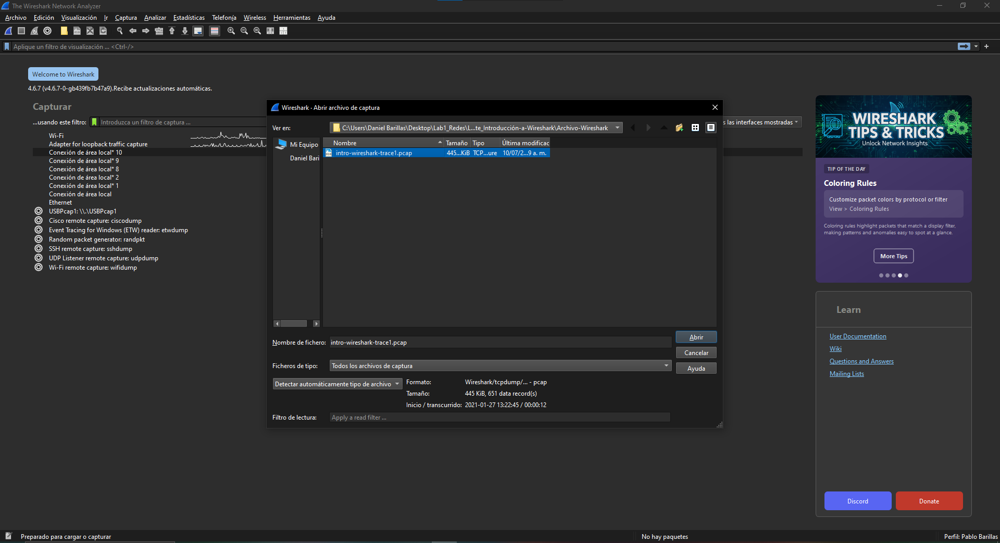 The Wireshark Network Analyzer
Archivo Edición Visualización Ir Captura Analizar Estadísticas Telefonía Wireless Herramientas Ayuda
Aplique un filtro de visualización ... <Ctrl-/>
Welcome to Wireshark
4.6.7 (v4.6.7-0-gb439fb7b47a9).Recibe actualizaciones automáticas.
Capturar
...usando este filtro: Introduzca un filtro de captura ...
s las interfaces mostradas
Wi-Fi
Adapter for loopback traffic capture
Conexión de área local* 10
Conexión de área local* 9
Conexión de área local* 8
Conexión de área local* 2
Conexión de área local* 1
Conexión de área local
Ethernet
USBPcap1: \\.\USBPcap1
Cisco remote capture: ciscodump
Event Tracing for Windows (ETW) reader: etwdump
Random packet generator: randpkt
SSH remote capture: sshdump
UDP Listener remote capture: udpdump
Wi-Fi remote capture: wifidump
Wireshark · Abrir archivo de captura
Ver en: C:\Users\Daniel Barillas\Desktop\Lab1_Redes\L...te_Introducción-a-Wireshark\Archivo-Wireshark
Mi Equipo
Daniel Bari
Nombre Tamaño Tipo Última modificac
intro-wireshark-trace1.pcap 445...KiB TCP...ure 10/07/2...9 a. m.
Nombre de fichero: intro-wireshark-trace1.pcap
Abrir
Cancelar
Ficheros de tipo: Todos los archivos de captura
Ayuda
Detectar automáticamente tipo de archivo
Formato: Wireshark/tcpdump/... - pcap
Tamaño: 445 KiB, 651 data record(s)
Inicio / transcurrido: 2021-01-27 13:22:45 / 00:00:12
Filtro de lectura: Apply a read filter ...
WIRESHARK
TIPS & TRICKS
Unlock Network Insights
TIP OF THE DAY
Coloring Rules
Customize packet colors by protocol or filter
View > Coloring Rules
Coloring rules highlight packets that match a display filter,
making patterns and anomalies easy to spot at a glance.
More Tips
Learn
User Documentation
Wiki
Questions and Answers
Mailing Lists
Discord
Donate
Preparado para cargar o capturar
No hay paquetes
Perfil: Pablo Barillas